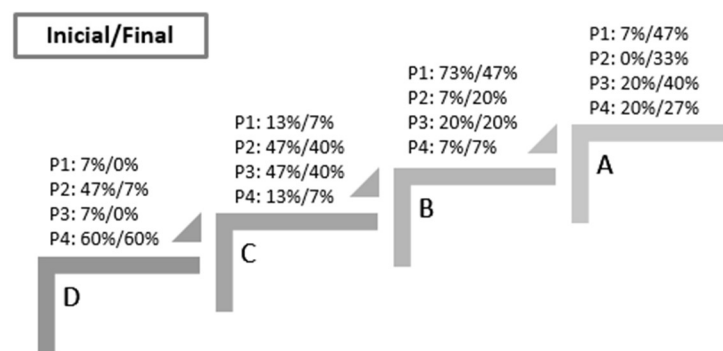 Inicial/Final
P1: 7%/0%
P2: 47%/7%
P3: 7%/0%
P4: 60%/60%
D
P1: 13%/7%
P2: 47%/40%
P3: 47%/40%
P4: 13%/7%
C
P1: 73%/47%
P2: 7%/20%
P3: 20%/20%
P4: 7%/7%
B
P1: 7%/47%
P2: 0%/33%
P3: 20%/40%
P4: 20%/27%
A